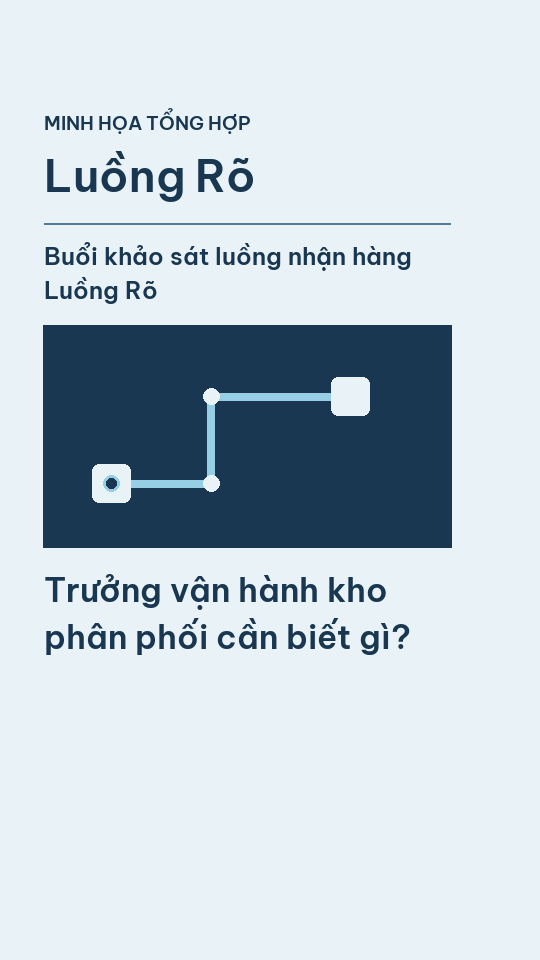 MINH HỌA TỔNG HỢP
Luồng Rõ
Buổi khảo sát luồng nhận hàng
Luồng Rõ
Trưởng vận hành kho
phân phối cần biết gì?